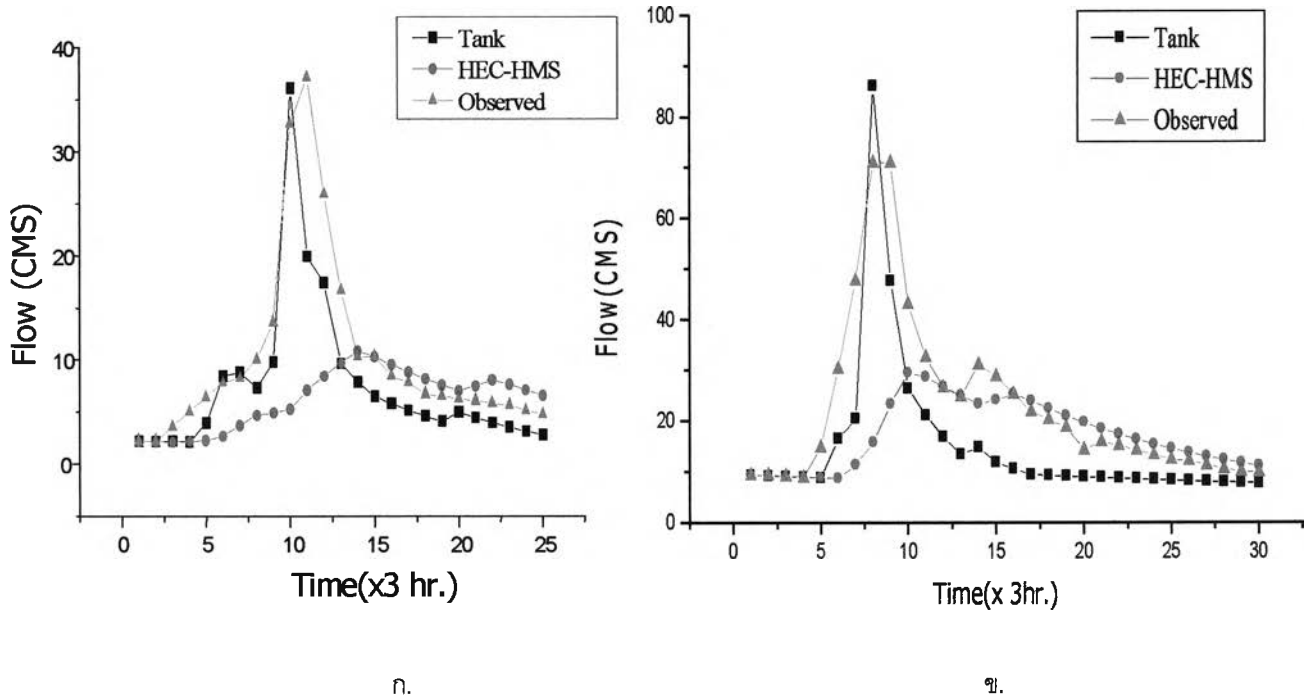 Tank
HEC-HMS
Observed
40
30
20
10
0
Flow (CMS)
0 5 10 15 20 25
Time(x3 hr.)
ก.
Tank
HEC-HMS
Observed
100
80
60
40
20
0
Flow(CMS)
0 5 10 15 20 25 30
Time(x 3hr.)
ข.